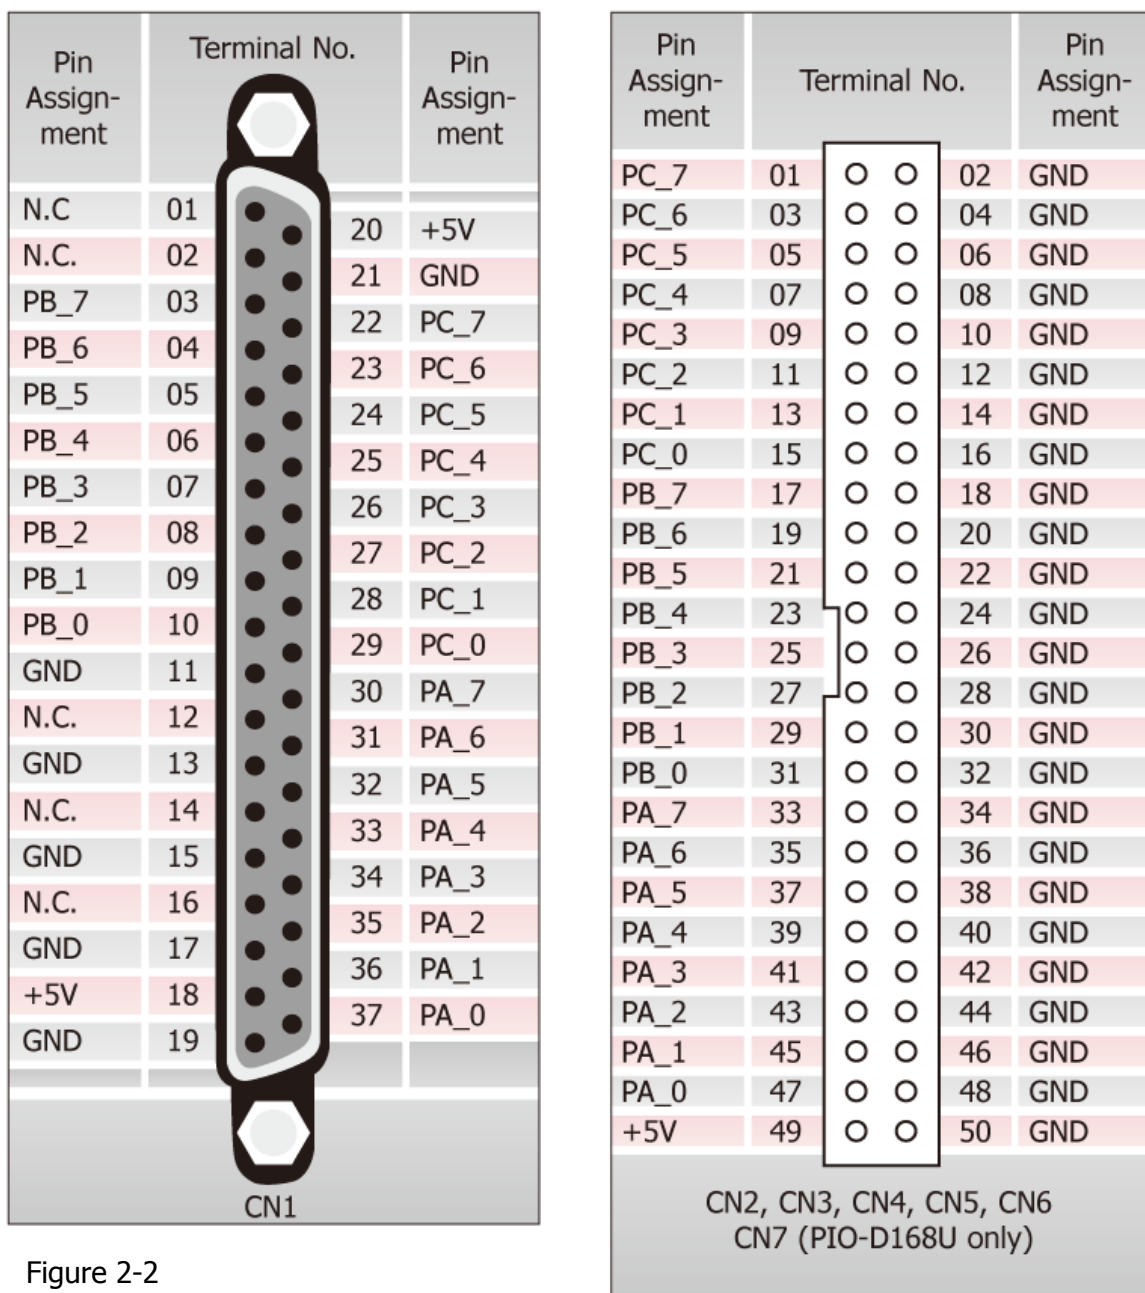 Pin Assign-ment Terminal No. Pin Assign-ment
N.C 01
20 +5V
N.C. 02
21 GND
PB_7 03
22 PC_7
PB_6 04
23 PC_6
PB_5 05
24 PC_5
PB_4 06
25 PC_4
PB_3 07
26 PC_3
PB_2 08
27 PC_2
PB_1 09
28 PC_1
PB_0 10
29 PC_0
GND 11
30 PA_7
N.C. 12
31 PA_6
GND 13
32 PA_5
N.C. 14
33 PA_4
GND 15
34 PA_3
N.C. 16
35 PA_2
GND 17
36 PA_1
+5V 18
37 PA_0
GND 19
CN1
Figure 2-2
Pin Assign-ment Terminal No. Pin Assign-ment
PC_7 01 02 GND
PC_6 03 04 GND
PC_5 05 06 GND
PC_4 07 08 GND
PC_3 09 10 GND
PC_2 11 12 GND
PC_1 13 14 GND
PC_0 15 16 GND
PB_7 17 18 GND
PB_6 19 20 GND
PB_5 21 22 GND
PB_4 23 24 GND
PB_3 25 26 GND
PB_2 27 28 GND
PB_1 29 30 GND
PB_0 31 32 GND
PA_7 33 34 GND
PA_6 35 36 GND
PA_5 37 38 GND
PA_4 39 40 GND
PA_3 41 42 GND
PA_2 43 44 GND
PA_1 45 46 GND
PA_0 47 48 GND
+5V 49 50 GND
CN2, CN3, CN4, CN5, CN6
CN7 (PIO-D168U only)